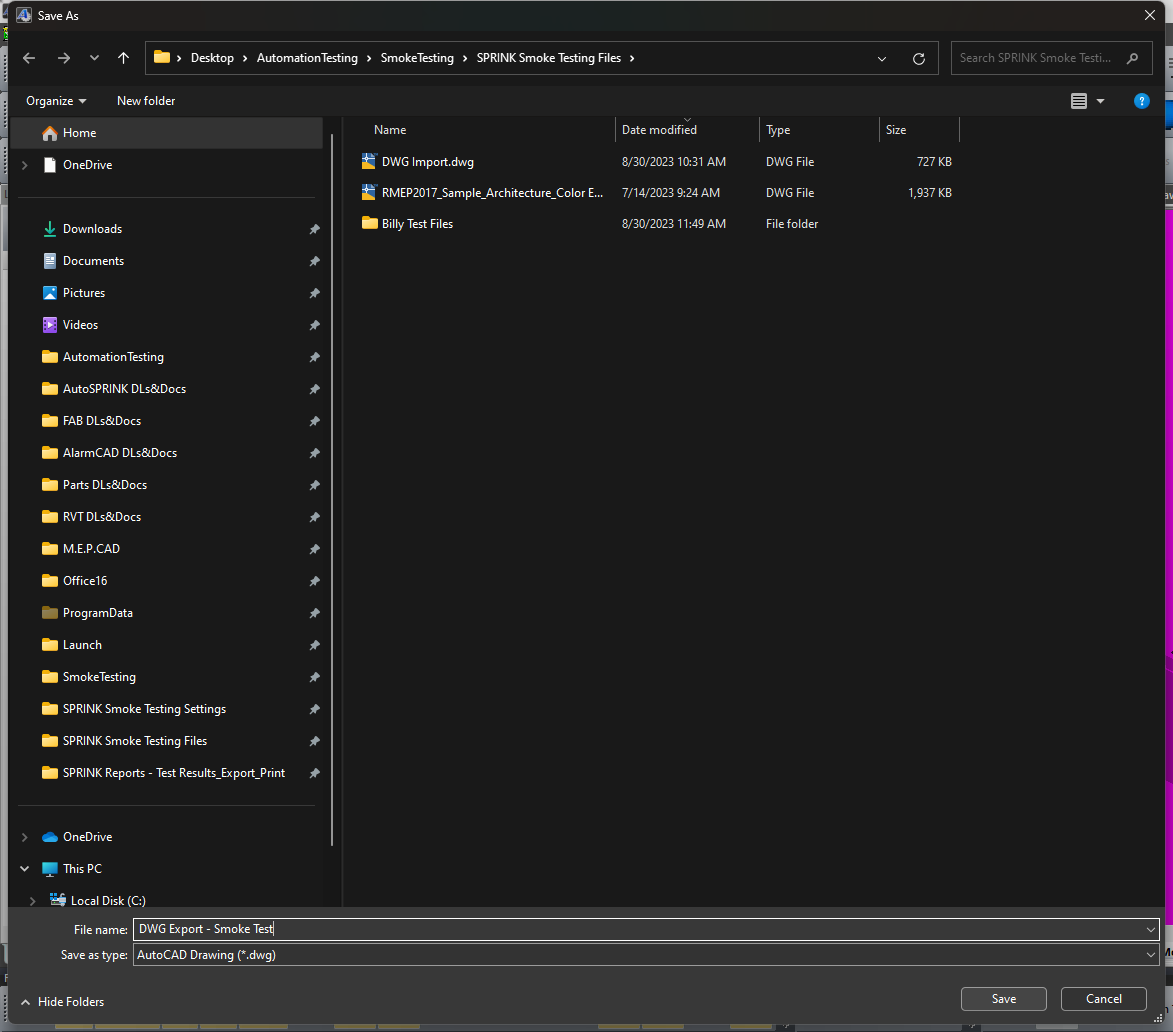 Save As
Desktop > AutomationTesting > SmokeTesting > SPRINK Smoke Testing Files >
Search SPRINK Smoke Testi...
Organize
New folder
?
Home
OneDrive
Downloads
Documents
Pictures
Videos
AutomationTesting
AutoSPRINK DLs&Docs
FAB DLs&Docs
AlarmCAD DLs&Docs
Parts DLs&Docs
RVT DLs&Docs
M.E.P.CAD
Office16
ProgramData
Launch
SmokeTesting
SPRINK Smoke Testing Settings
SPRINK Smoke Testing Files
SPRINK Reports - Test Results_Export_Print
OneDrive
This PC
Local Disk (C:)
Name Date modified Type Size
DWG Import.dwg 8/30/2023 10:31 AM DWG File 727 KB
RMEP2017_Sample_Architecture_Color E... 7/14/2023 9:24 AM DWG File 1,937 KB
Billy Test Files 8/30/2023 11:49 AM File folder
File name: DWG Export - Smoke Test
Save as type: AutoCAD Drawing (*.dwg)
Hide Folders
Save
Cancel